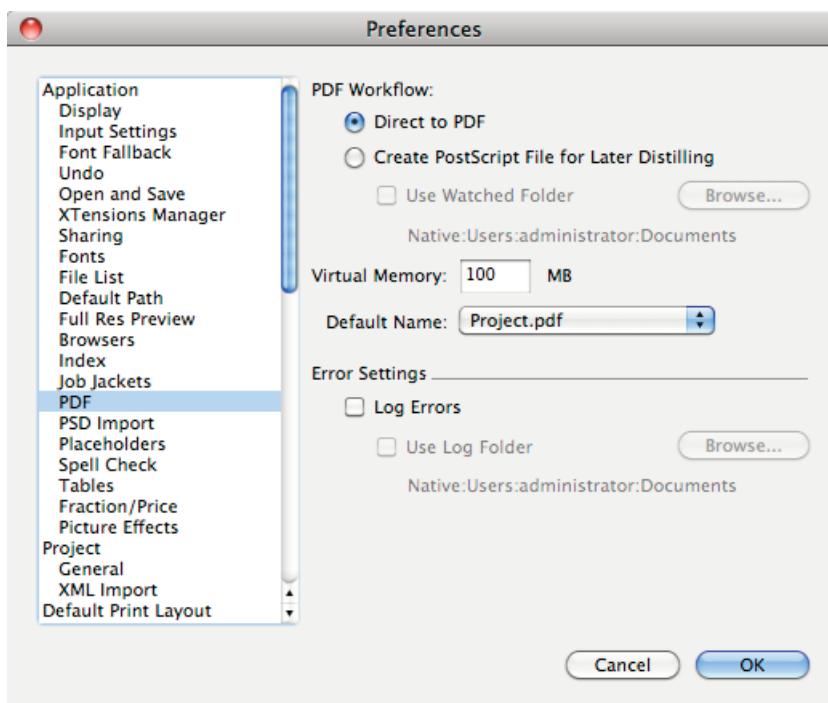 Preferences
Application
Display
Input Settings
Font Fallback
Undo
Open and Save
XTensions Manager
Sharing
Fonts
File List
Default Path
Full Res Preview
Browsers
Index
Job Jackets
PDF
PSD Import
Placeholders
Spell Check
Tables
Fraction/Price
Picture Effects
Project
General
XML Import
Default Print Layout
PDF Workflow:
Direct to PDF
Create PostScript File for Later Distilling
Use Watched Folder Browse...
Native:Users:administrator:Documents
Virtual Memory: 100 MB
Default Name: Project.pdf
Error Settings
Log Errors
Use Log Folder Browse...
Native:Users:administrator:Documents
Cancel OK